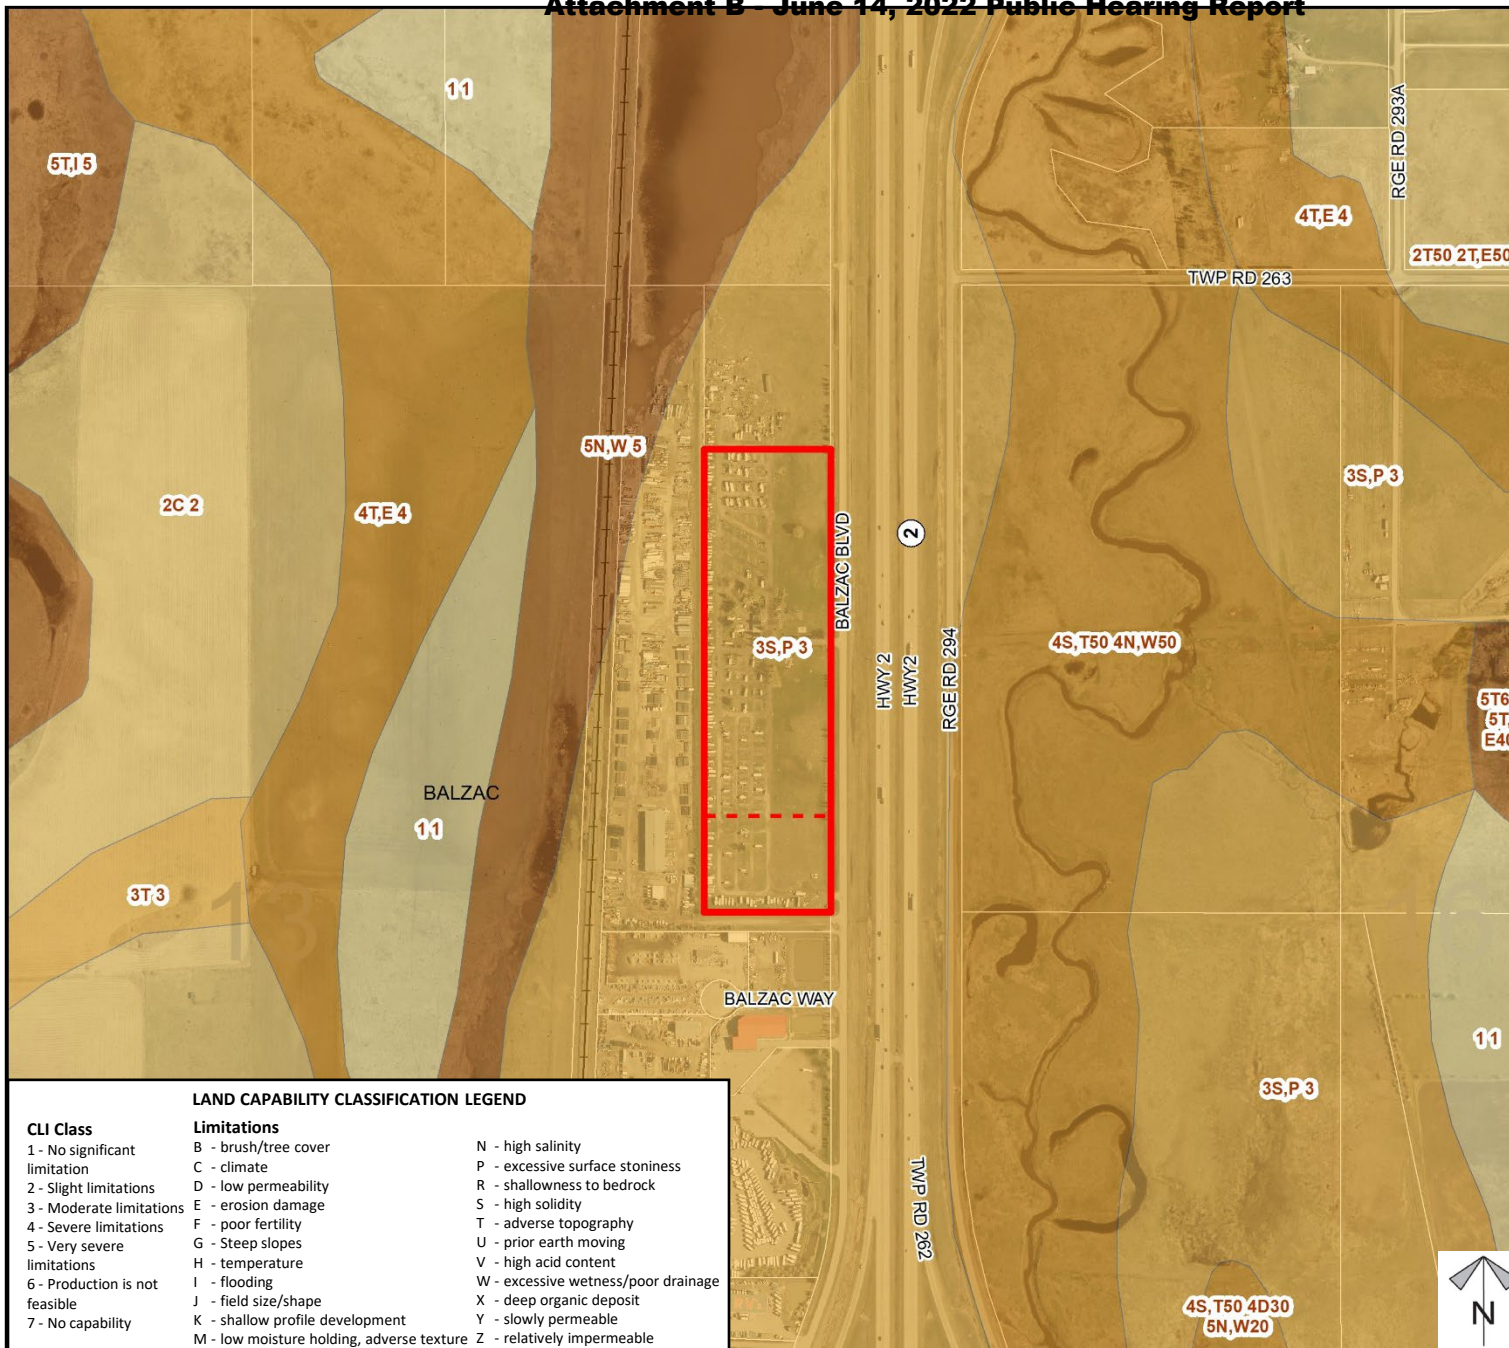 Attachment B - June 14, 2022 Public Hearing Report
1 1
5T,I 5
RGE RD 293A
4T,E 4
2T50 2T,E50
TWP RD 263
5N,W 5
3S,P 3
2C 2
4T,E 4
BALZAC BLVD
2
3S,P 3
4S,T50 4N,W50
HWY 2
HWY2
RGE RD 294
5T6
5T,
E40
BALZAC
1 1
3T 3
13
BALZAC WAY
1 1
3S,P 3
TWP RD 262
4S,T50 4D30
5N,W20
N
LAND CAPABILITY CLASSIFICATION LEGEND
CLI Class
1 - No significant
limitation
2 - Slight limitations
3 - Moderate limitations
4 - Severe limitations
5 - Very severe
limitations
6 - Production is not
feasible
7 - No capability
Limitations
B - brush/tree cover
C - climate
D - low permeability
E - erosion damage
F - poor fertility
G - Steep slopes
H - temperature
I - flooding
J - field size/shape
K - shallow profile development
M - low moisture holding, adverse texture
N - high salinity
P - excessive surface stoniness
R - shallowness to bedrock
S - high solidity
T - adverse topography
U - prior earth moving
V - high acid content
W - excessive wetness/poor drainage
X - deep organic deposit
Y - slowly permeable
Z - relatively impermeable